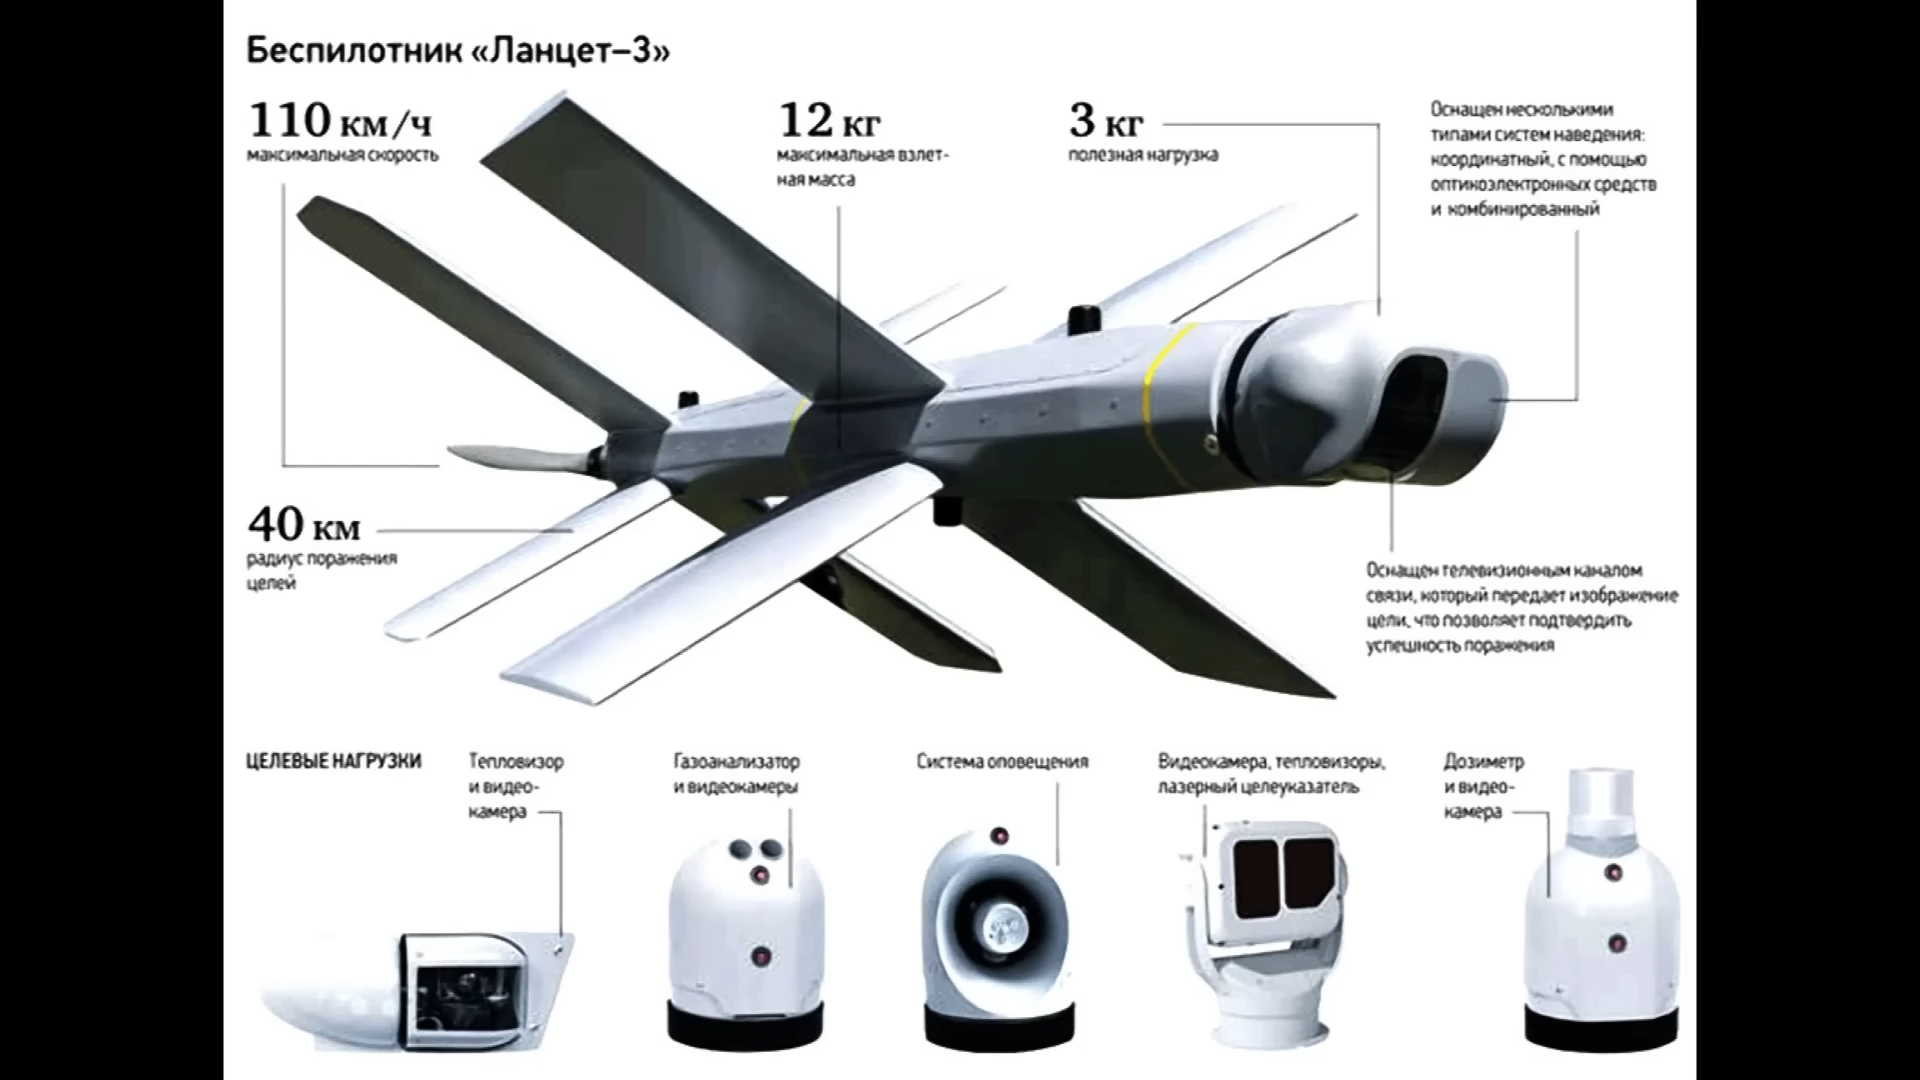 Беспилотник «Ланцет–3»
110 км/ч
максимальная скорость
12 кг
максимальная взлет-
ная масса
3 кг
полезная нагрузка
Оснащен несколькими
типами систем наведения:
координатный, с помощью
оптикоэлектронных средств
и комбинированный
40 км
радиус поражения
целей
Оснащен телевизионным каналом
связи, который передает изображение
цели, что позволяет подтвердить
успешность поражения
ЦЕЛЕВЫЕ НАГРУЗКИ
Тепловизор
и видео-
камера
Газоанализатор
и видеокамеры
Система оповещения
Видеокамера, тепловизоры,
лазерный целеуказатель
Дозиметр
и видео-
камера